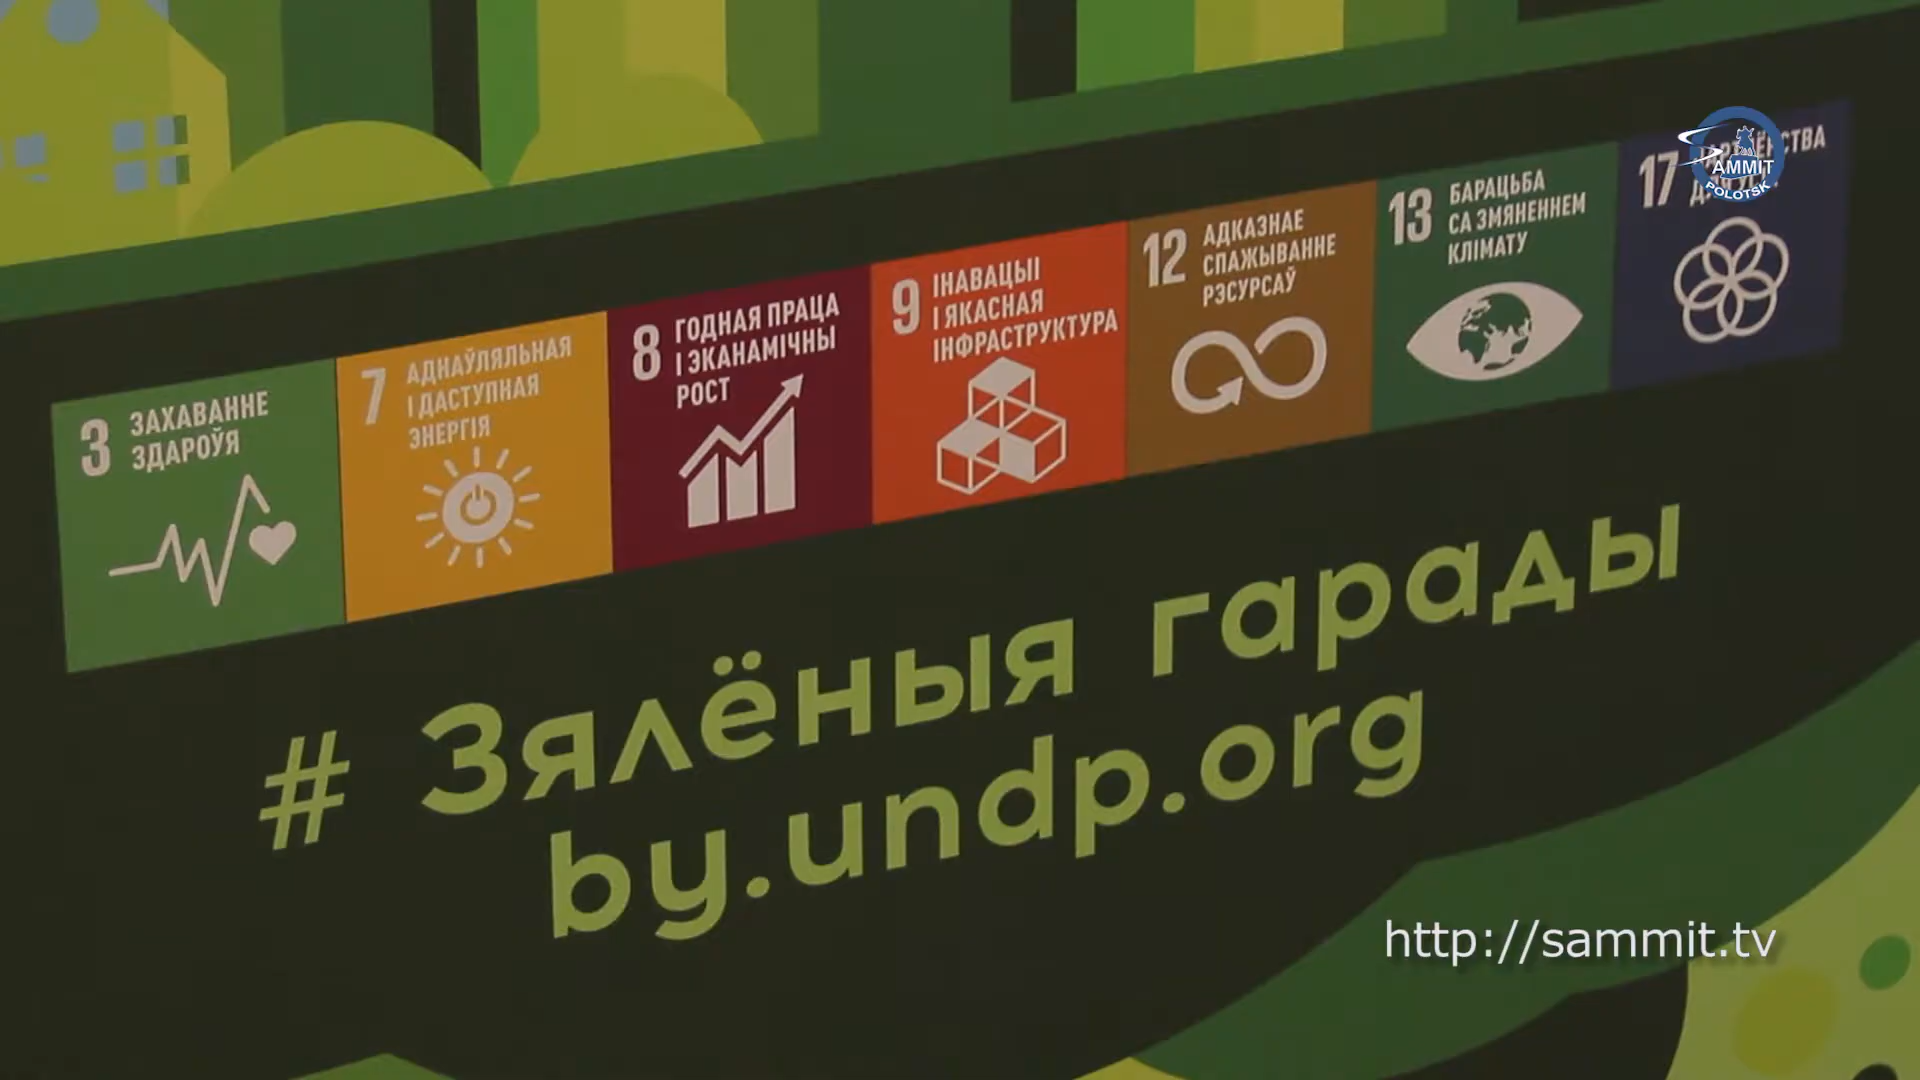 3 ЗАХАВАННЕ
ЗДАРОЎЯ
7 АДНАЎЛЯЛЬНАЯ
І ДАСТУПНАЯ
ЭНЕРГІЯ
8 ГОДНАЯ ПРАЦА
І ЭКАНАМІЧНЫ
РОСТ
9 ІНАВАЦЫІ
І ЯКАСНАЯ
ІНФРАСТРУКТУРА
12 АДКАЗНАЕ
СПАЖЫВАННЕ
РЭСУРСАЎ
13 БАРАЦЬБА
СА ЗМЯНЕННЕМ
КЛІМАТУ
17
AMMIT
POLOTSK
# Зялёныя гарады
by.undp.org
http://sammit.tv